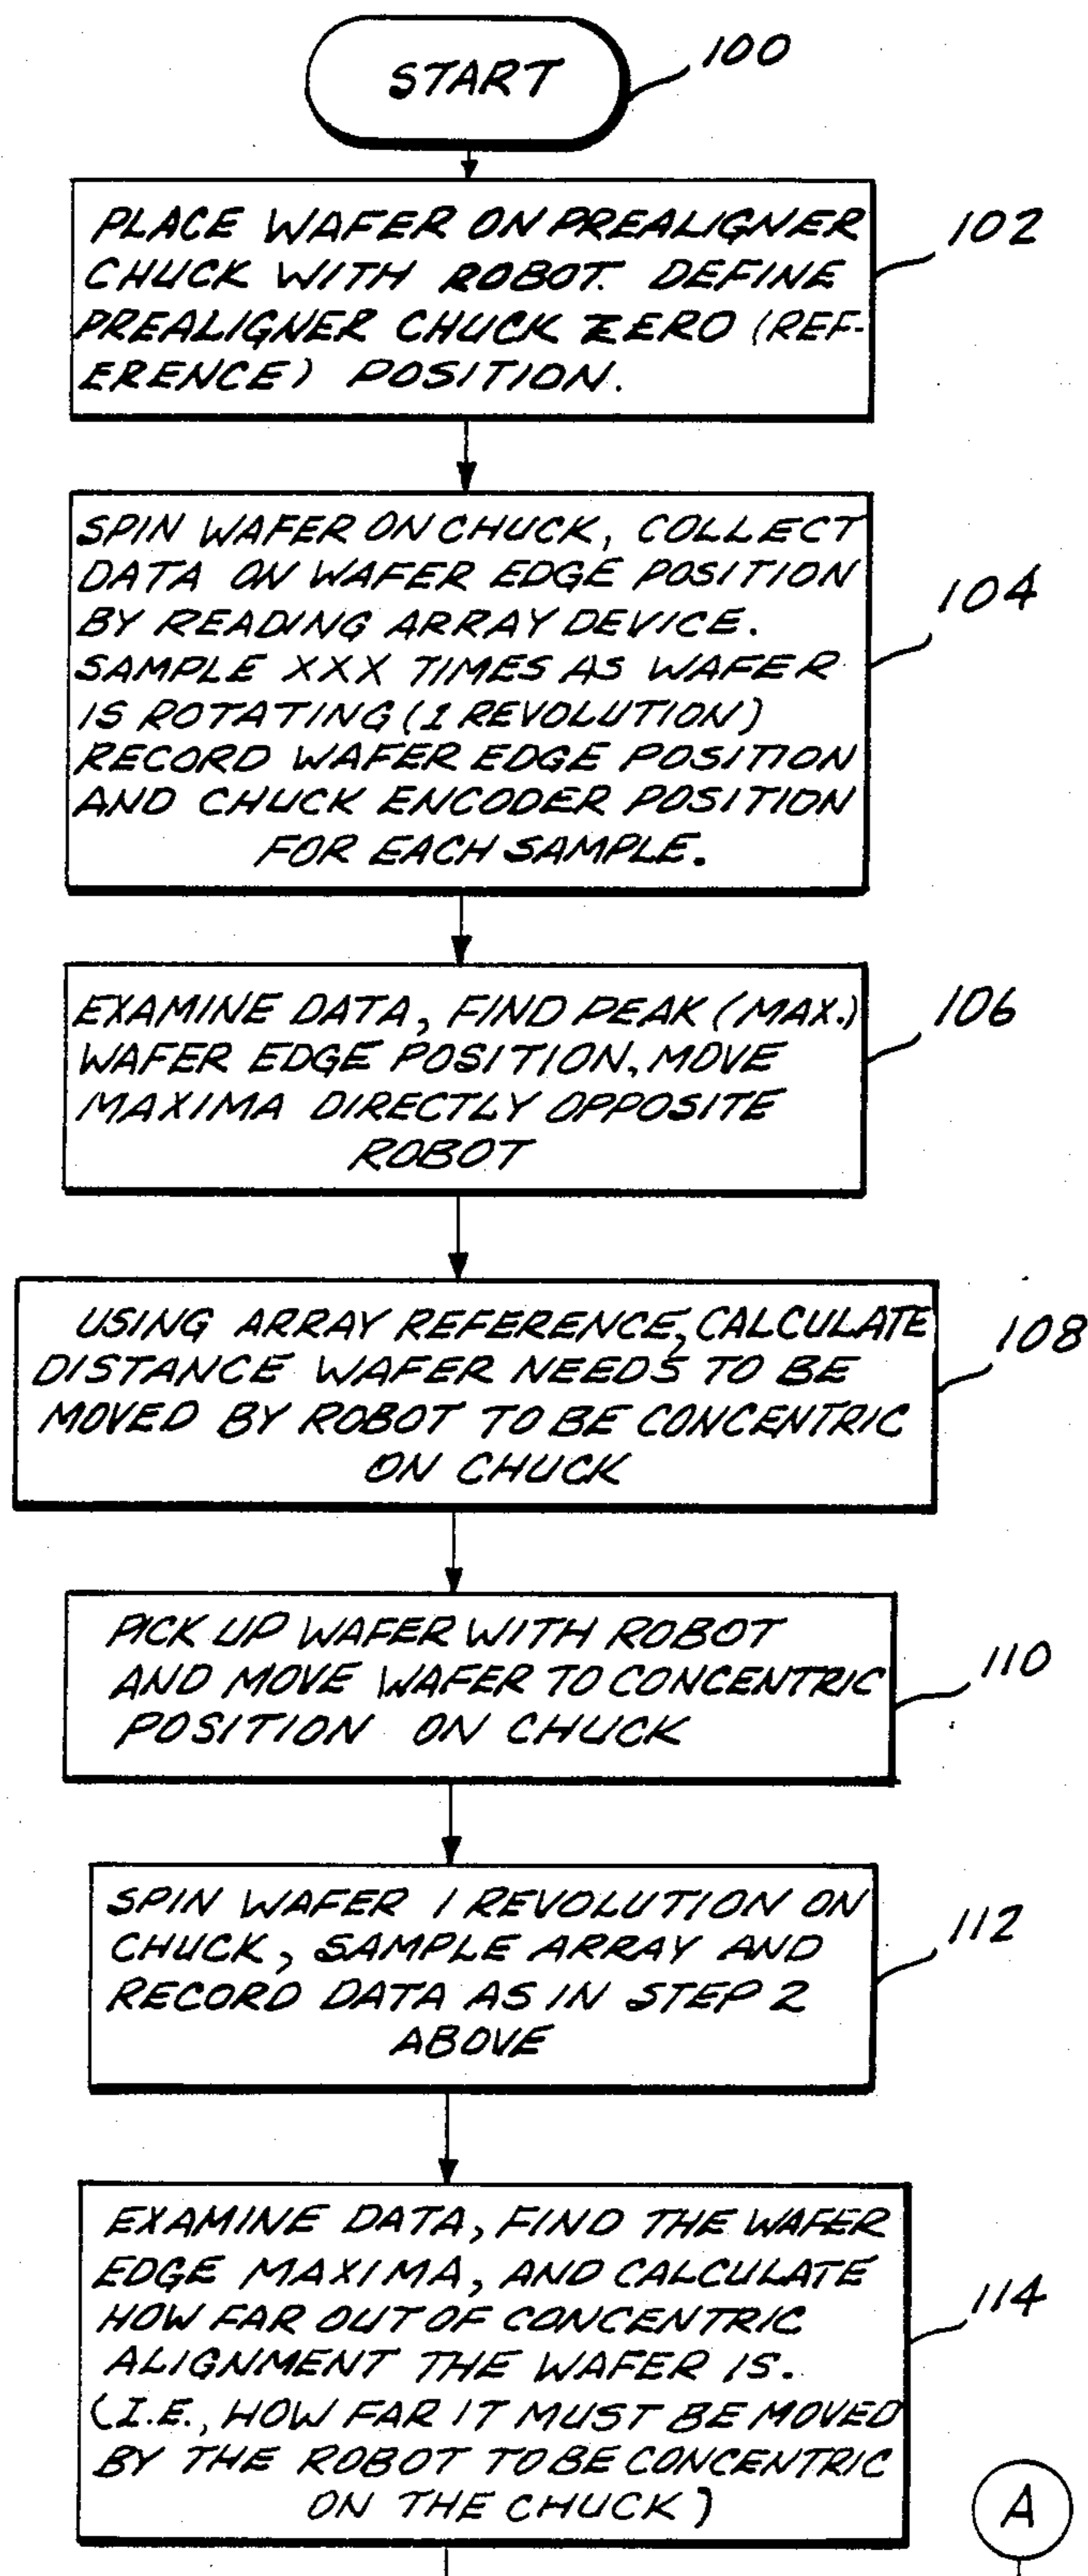 START
100
PLACE WAFER ON PREALIGNER
CHUCK WITH ROBOT. DEFINE
PREALIGNER CHUCK ZERO (REF-
ERENCE) POSITION.
102
SPIN WAFER ON CHUCK, COLLECT
DATA ON WAFER EDGE POSITION
BY READING ARRAY DEVICE.
SAMPLE XXX TIMES AS WAFER
IS ROTATING (1 REVOLUTION)
RECORD WAFER EDGE POSITION
AND CHUCK ENCODER POSITION
FOR EACH SAMPLE.
104
EXAMINE DATA, FIND PEAK (MAX.)
WAFER EDGE POSITION, MOVE
MAXIMA DIRECTLY OPPOSITE
ROBOT
106
USING ARRAY REFERENCE, CALCULATE
DISTANCE WAFER NEEDS TO BE
MOVED BY ROBOT TO BE CONCENTRIC
ON CHUCK
108
PICK UP WAFER WITH ROBOT
AND MOVE WAFER TO CONCENTRIC
POSITION ON CHUCK
110
SPIN WAFER 1 REVOLUTION ON
CHUCK, SAMPLE ARRAY AND
RECORD DATA AS IN STEP 2
ABOVE
112
EXAMINE DATA, FIND THE WAFER
EDGE MAXIMA, AND CALCULATE
HOW FAR OUT OF CONCENTRIC
ALIGNMENT THE WAFER IS.
(I.E., HOW FAR IT MUST BE MOVED
BY THE ROBOT TO BE CONCENTRIC
ON THE CHUCK)
114
A